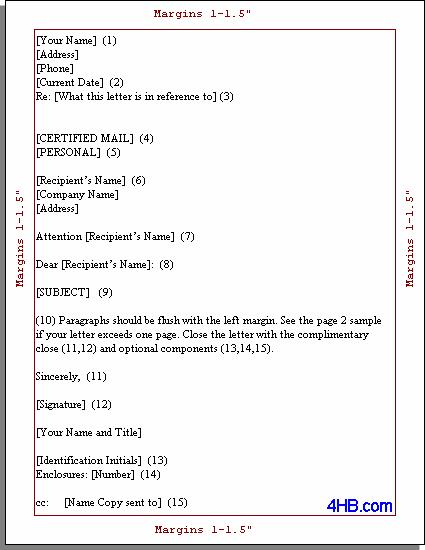 Margins 1-1.5"
[Your Name] (1)
[Address]
[Phone]
[Current Date] (2)
Re: [What this letter is in reference to] (3)
[CERTIFIED MAIL] (4)
[PERSONAL] (5)
[Recipient's Name] (6)
[Company Name]
[Address]
Attention [Recipient's Name] (7)
Dear [Recipient's Name]: (8)
[SUBJECT] (9)
(10) Paragraphs should be flush with the left margin. See the page 2 sample
if your letter exceeds one page. Close the letter with the complimentary
close (11,12) and optional components (13,14,15).
Sincerely, (11)
[Signature] (12)
[Your Name and Title]
[Identification Initials] (13)
Enclosures: [Number] (14)
cc: [Name Copy sent to] (15)
4HB.com
Margins 1-1.5"
Margins 1-1.5"
Margins 1-1.5"